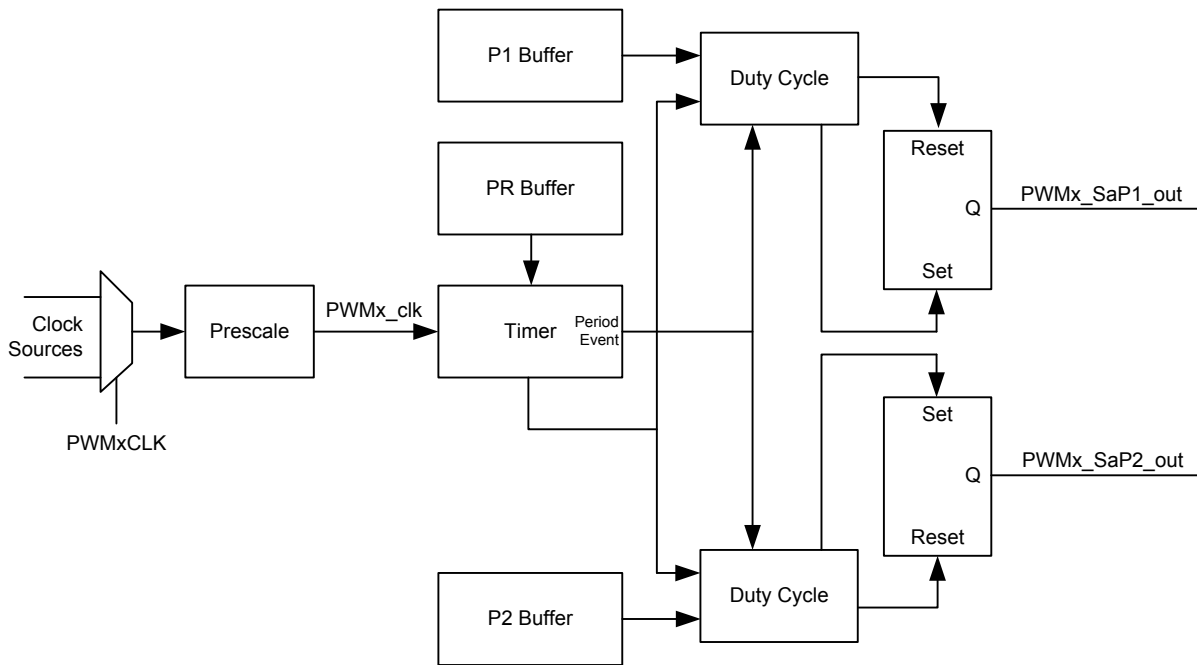 P1 Buffer
Duty Cycle
Reset
Q
Set
PWMx_SaP1_out
PR Buffer
Clock
Sources
PWMxCLK
Prescale
PWMx_clk
Timer
Period
Event
Set
Q
Reset
PWMx_SaP2_out
P2 Buffer
Duty Cycle